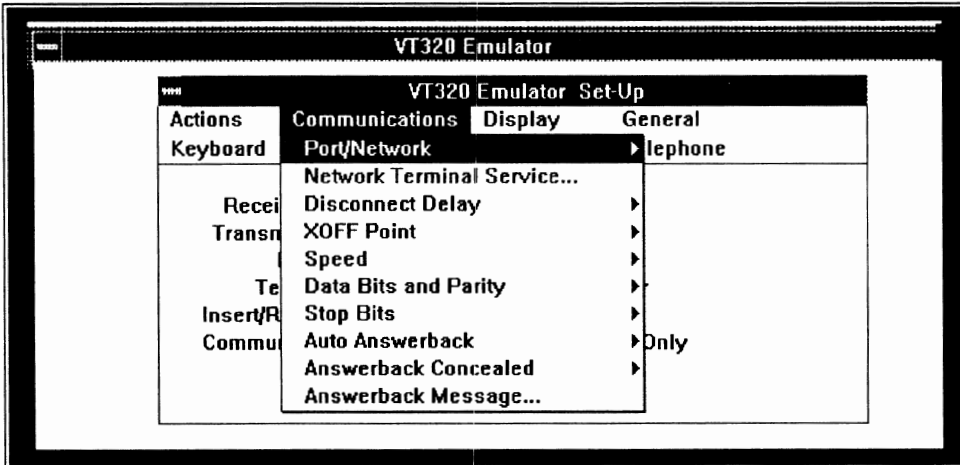 VT320 Emulator
VT320 Emulator Set-Up
Actions Communications Display General
Keyboard Port/Network lephone
Network Terminal Service...
Recei Disconnect Delay
Transn XOFF Point
Speed
Te Data Bits and Parity
Insert/R Stop Bits
Commu Auto Answerback Only
Answerback Concealed
Answerback Message...